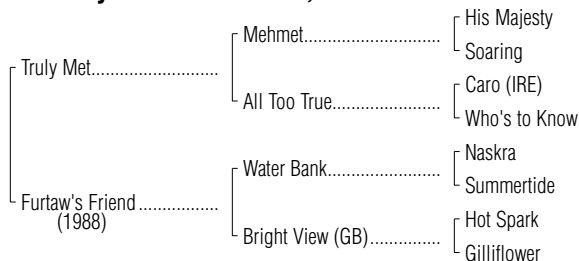 His Majesty
Mehmet
Soaring
Truly Met
Caro (IRE)
All Too True
Who's to Know
Naskra
Water Bank
Summertide
Furtaw's Friend
(1988)
Hot Spark
Bright View (GB)
Gilliflower